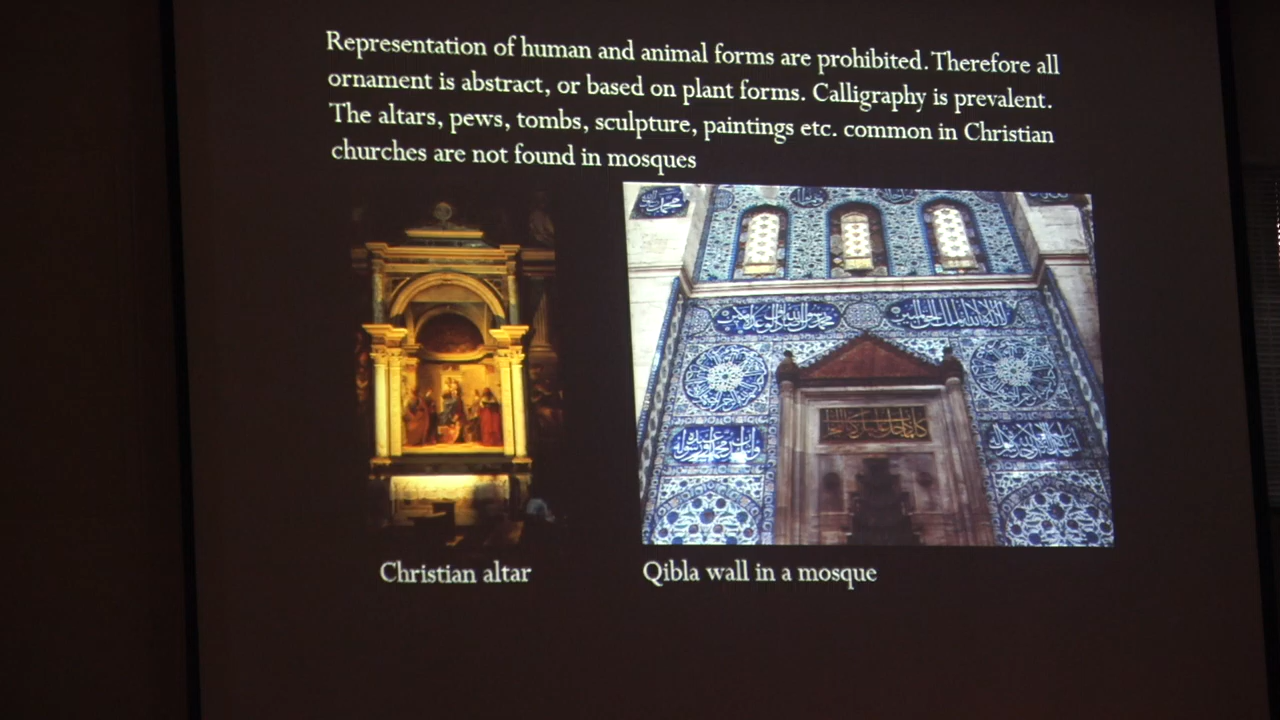 Representation of human and animal forms are prohibited. Therefore all
ornament is abstract, or based on plant forms. Calligraphy is prevalent.
The altars, pews, tombs, sculpture, paintings etc. common in Christian
churches are not found in mosques
Christian altar
Qibla wall in a mosque